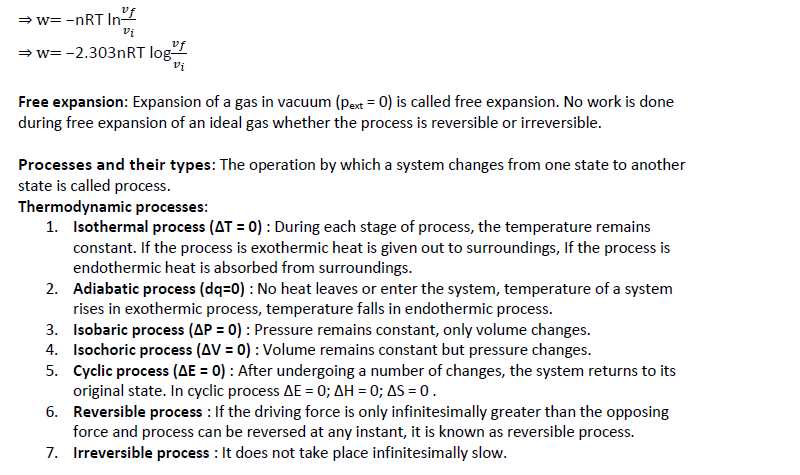 ⇒ w= −nRT ln vf/vi
⇒ w= −2.303nRT log vf/vi
Free expansion: Expansion of a gas in vacuum (pext = 0) is called free expansion. No work is done
during free expansion of an ideal gas whether the process is reversible or irreversible.
Processes and their types: The operation by which a system changes from one state to another
state is called process.
Thermodynamic processes:
1. Isothermal process (ΔT = 0) : During each stage of process, the temperature remains
constant. If the process is exothermic heat is given out to surroundings, If the process is
endothermic heat is absorbed from surroundings.
2. Adiabatic process (dq=0) : No heat leaves or enter the system, temperature of a system
rises in exothermic process, temperature falls in endothermic process.
3. Isobaric process (ΔP = 0) : Pressure remains constant, only volume changes.
4. Isochoric process (ΔV = 0) : Volume remains constant but pressure changes.
5. Cyclic process (ΔE = 0) : After undergoing a number of changes, the system returns to its
original state. In cyclic process ΔE = 0; ΔH = 0; ΔS = 0 .
6. Reversible process : If the driving force is only infinitesimally greater than the opposing
force and process can be reversed at any instant, it is known as reversible process.
7. Irreversible process : It does not take place infinitesimally slow.